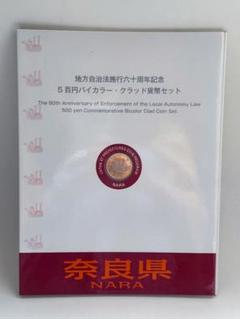 地方自治法施行六十周年記念
5百円バイカラー・クラッド貨幣セット
The 60th Anniversary of Enforcement of the Local Autonomy Law
500 yen Commemorative Bicolor Clad Coin Set
NARA
奈良県
NARA